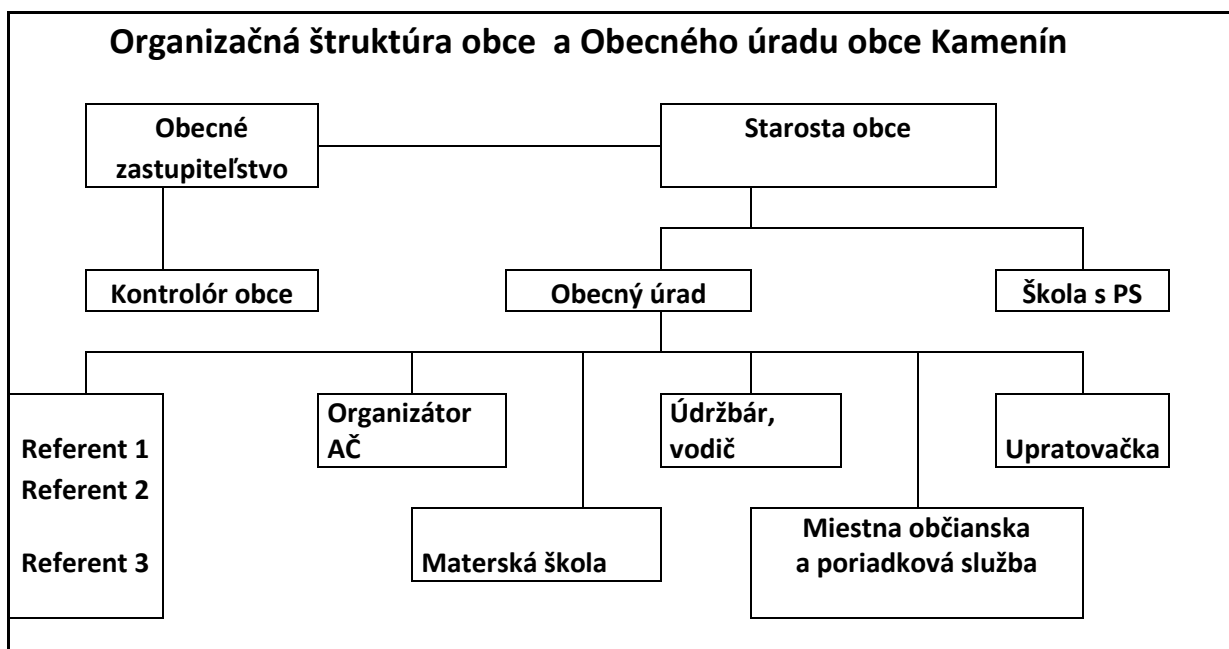 Organizačná štruktúra obce a Obecného úradu obce Kamenín
Obecné
zastupiteľstvo
Starosta obce
Kontrolór obce
Obecný úrad
Škola s PS
Referent 1
Referent 2
Referent 3
Organizátor
AČ
Údržbár,
vodič
Upratovačka
Materská škola
Miestna občianska
a poriadková služba